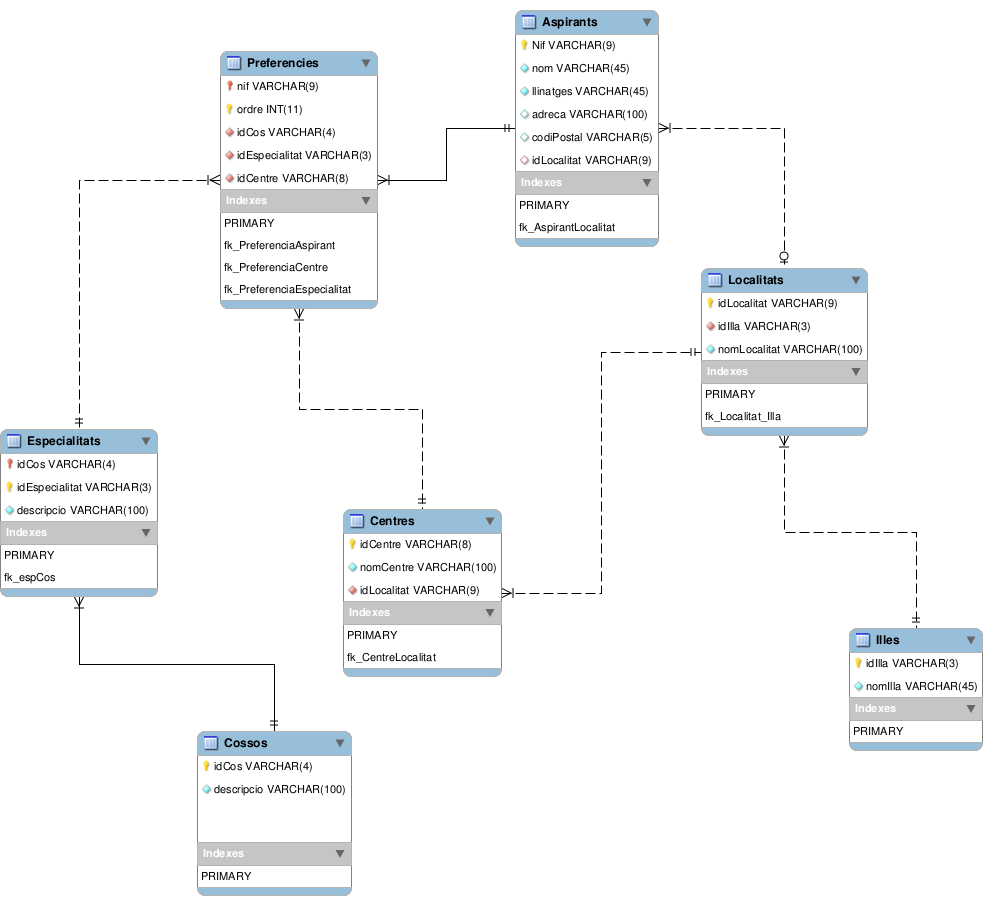 Aspirants
Nif VARCHAR(9)
nom VARCHAR(45)
llinatges VARCHAR(45)
adreca VARCHAR(100)
codiPostal VARCHAR(5)
idLocalitat VARCHAR(9)
Indexes
PRIMARY
fk_AspirantLocalitat
Preferencies
nif VARCHAR(9)
ordre INT(11)
idCos VARCHAR(4)
idEspecialitat VARCHAR(3)
idCentre VARCHAR(8)
Indexes
PRIMARY
fk_PreferenciaAspirant
fk_PreferenciaCentre
fk_PreferenciaEspecialitat
Localitats
idLocalitat VARCHAR(9)
idIlla VARCHAR(3)
nomLocalitat VARCHAR(100)
Indexes
PRIMARY
fk_Localitat_Illa
Especialitats
idCos VARCHAR(4)
idEspecialitat VARCHAR(3)
descripcio VARCHAR(100)
Indexes
PRIMARY
fk_espCos
Centres
idCentre VARCHAR(8)
nomCentre VARCHAR(100)
idLocalitat VARCHAR(9)
Indexes
PRIMARY
fk_CentreLocalitat
Illes
idIlla VARCHAR(3)
nomIlla VARCHAR(45)
Indexes
PRIMARY
Cossos
idCos VARCHAR(4)
descripcio VARCHAR(100)
Indexes
PRIMARY